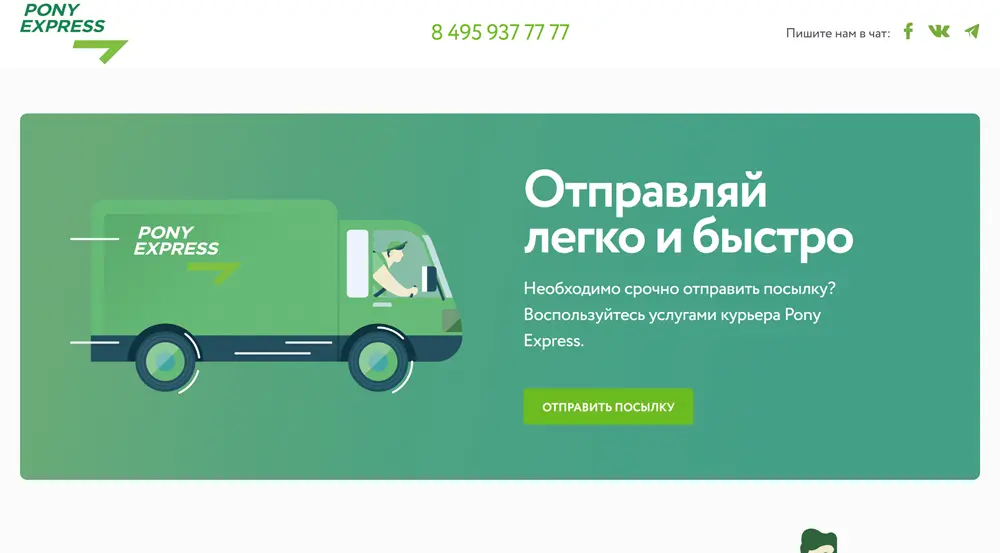 PONY
EXPRESS
8 495 937 77 77
Пишите нам в чат:
PONY
EXPRESS
Отправляй
легко и быстро
Необходимо срочно отправить посылку?
Воспользуйтесь услугами курьера Pony
Express.
ОТПРАВИТЬ ПОСЫЛКУ